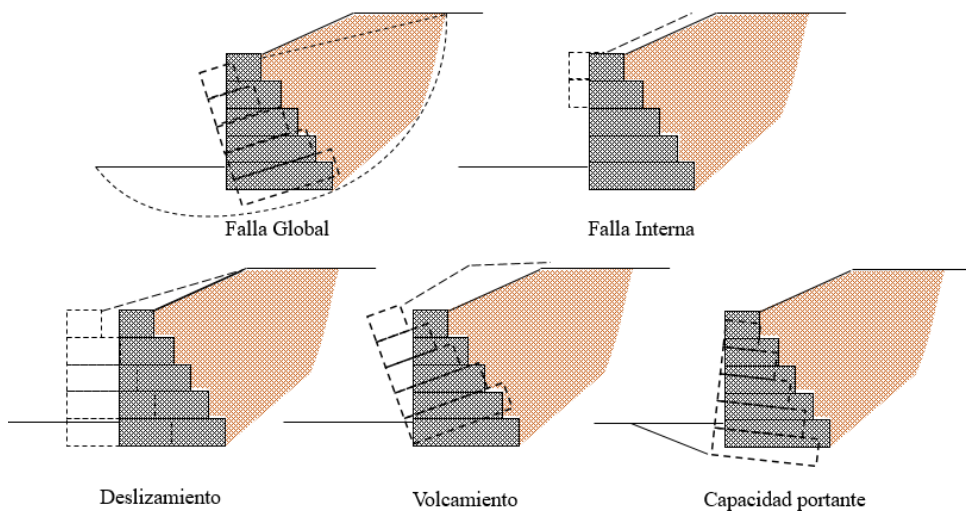 Falla Global
Falla Interna
Deslizamiento
Volcamiento
Capacidad portante